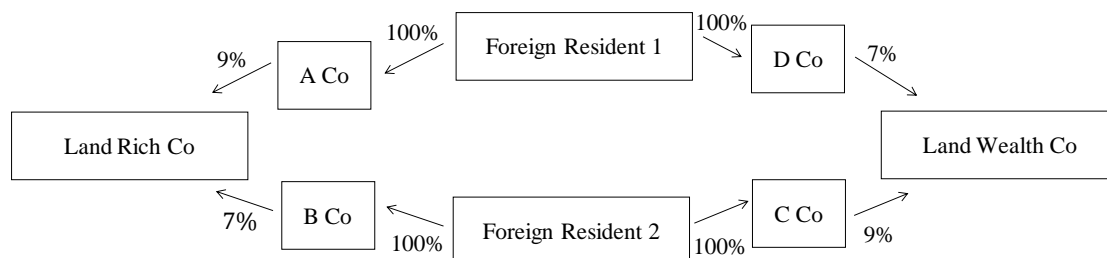 100%
Foreign Resident 1
100%
9%
A Co
D Co
7%
Land Rich Co
Land Wealth Co
7%
B Co
100%
Foreign Resident 2
100%
C Co
9%